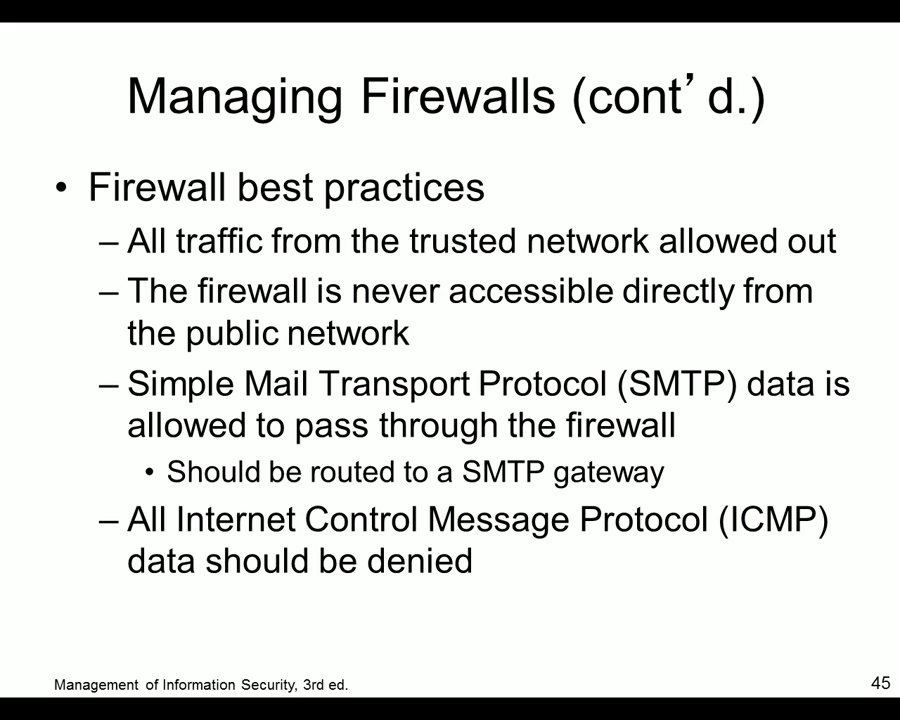 Managing Firewalls (cont’d.)
• Firewall best practices
– All traffic from the trusted network allowed out
– The firewall is never accessible directly from
the public network
– Simple Mail Transport Protocol (SMTP) data is
allowed to pass through the firewall
• Should be routed to a SMTP gateway
– All Internet Control Message Protocol (ICMP)
data should be denied
Management of Information Security, 3rd ed.
45